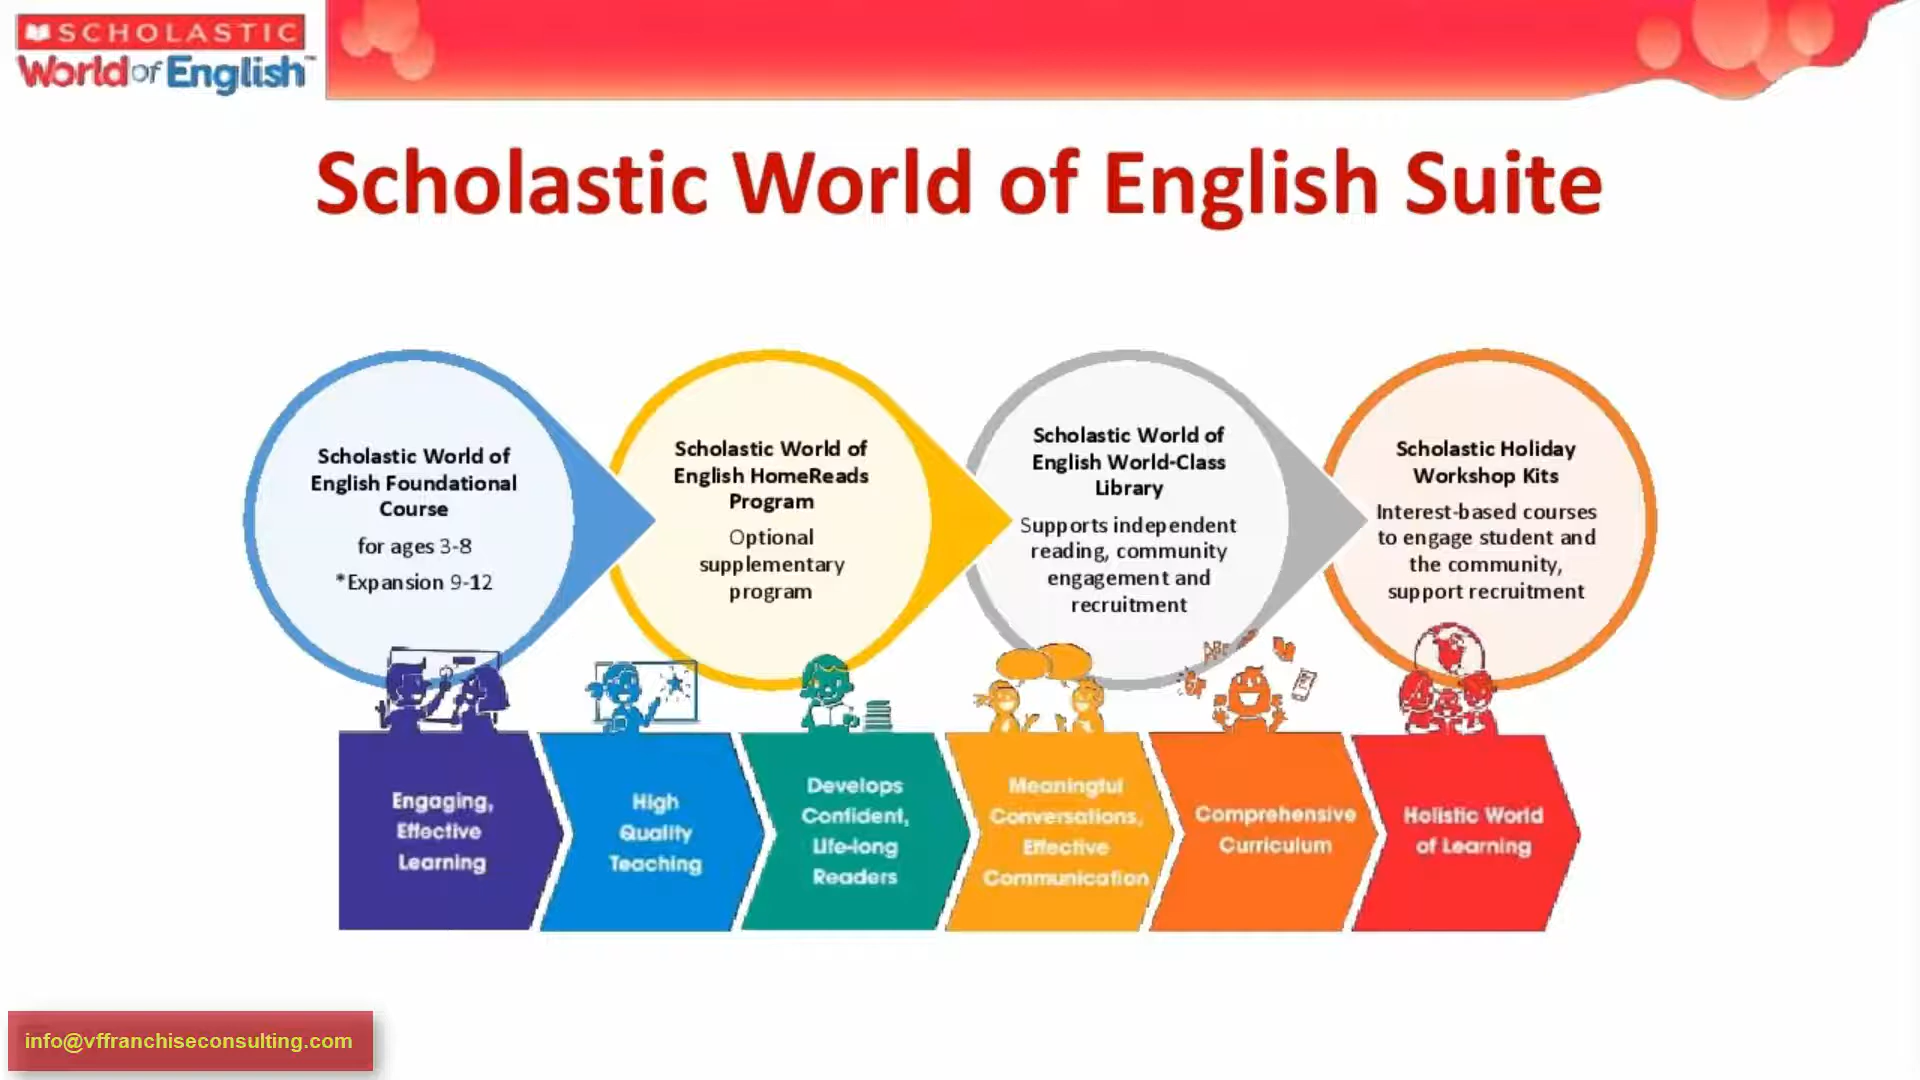 SCHOLASTIC
World of English™
Scholastic World of English Suite
Scholastic World of
English Foundational
Course
for ages 3-8
*Expansion 9-12
Scholastic World of
English HomeReads
Program
Optional
supplementary
program
Scholastic World of
English World-Class
Library
Supports independent
reading, community
engagement and
recruitment
Scholastic Holiday
Workshop Kits
Interest-based courses
to engage student and
the community,
support recruitment
Engaging,
Effective
Learning
High
Quality
Teaching
Develops
Confident,
Life-long
Readers
Meaningful
Conversations,
Effective
Communication
Comprehensive
Curriculum
Holistic World
of Learning
info@vffranchiseconsulting.com